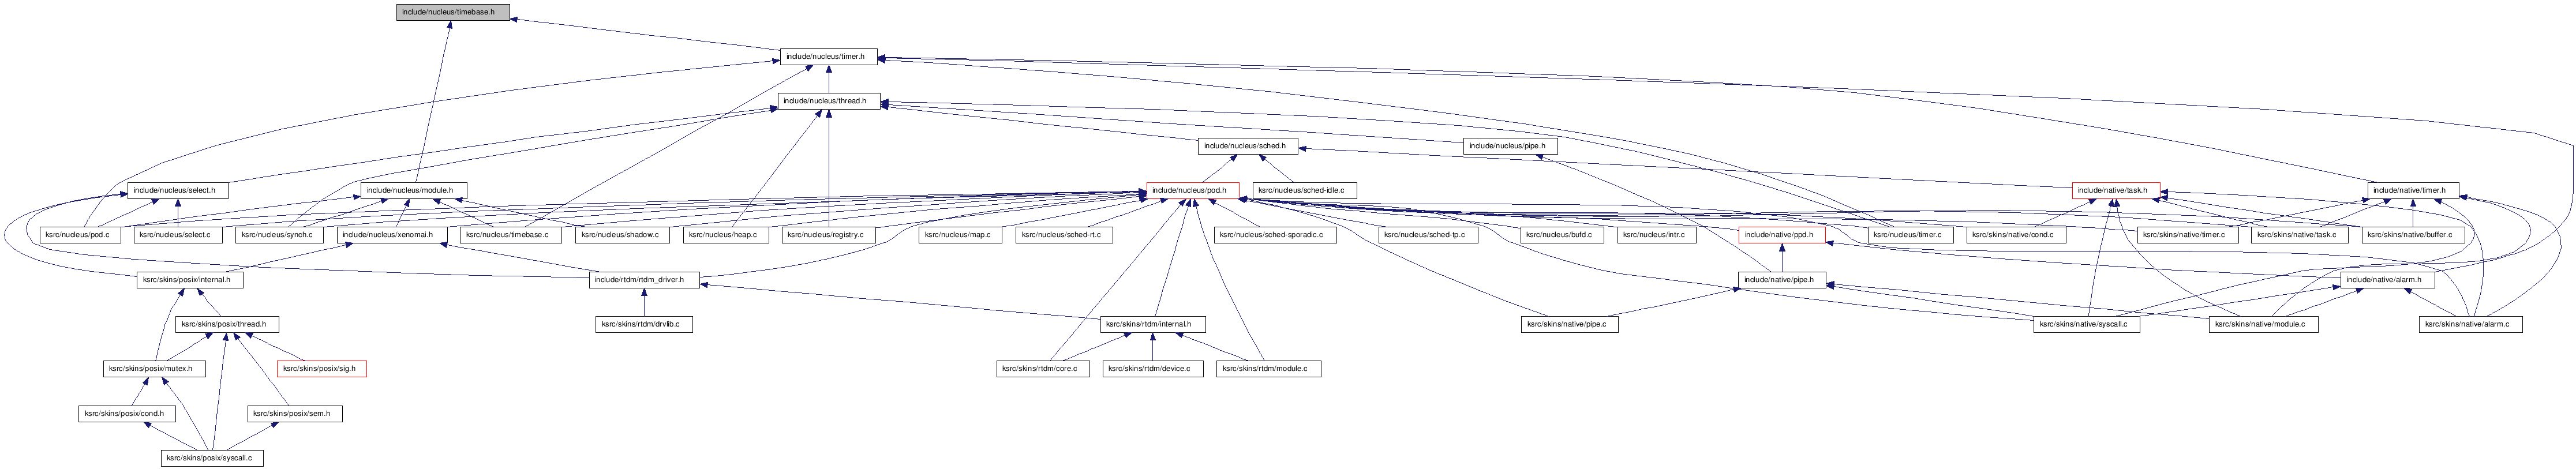 include/nucleus/timebase.h
include/nucleus/timer.h
include/nucleus/thread.h
include/nucleus/sched.h
include/nucleus/pipe.h
include/nucleus/select.h
include/nucleus/module.h
include/nucleus/pod.h
ksrc/nucleus/sched-idle.c
include/native/task.h
include/native/timer.h
ksrc/nucleus/pod.c
ksrc/nucleus/select.c
ksrc/nucleus/synch.c
include/nucleus/xenomai.h
ksrc/nucleus/timebase.c
ksrc/nucleus/shadow.c
ksrc/nucleus/heap.c
ksrc/nucleus/registry.c
ksrc/nucleus/map.c
ksrc/nucleus/sched-rt.c
ksrc/nucleus/sched-sporadic.c
ksrc/nucleus/sched-tp.c
ksrc/nucleus/bufd.c
ksrc/nucleus/intr.c
include/native/ppd.h
ksrc/nucleus/timer.c
ksrc/skins/native/cond.c
ksrc/skins/native/timer.c
ksrc/skins/native/task.c
ksrc/skins/native/buffer.c
ksrc/skins/posix/internal.h
include/rtdm/rtdm_driver.h
include/native/pipe.h
include/native/alarm.h
ksrc/skins/posix/thread.h
ksrc/skins/rtdm/drvlib.c
ksrc/skins/rtdm/internal.h
ksrc/skins/native/pipe.c
ksrc/skins/native/syscall.c
ksrc/skins/native/module.c
ksrc/skins/native/alarm.c
ksrc/skins/posix/mutex.h
ksrc/skins/posix/sig.h
ksrc/skins/rtdm/core.c
ksrc/skins/rtdm/device.c
ksrc/skins/rtdm/module.c
ksrc/skins/posix/cond.h
ksrc/skins/posix/sem.h
ksrc/skins/posix/syscall.c